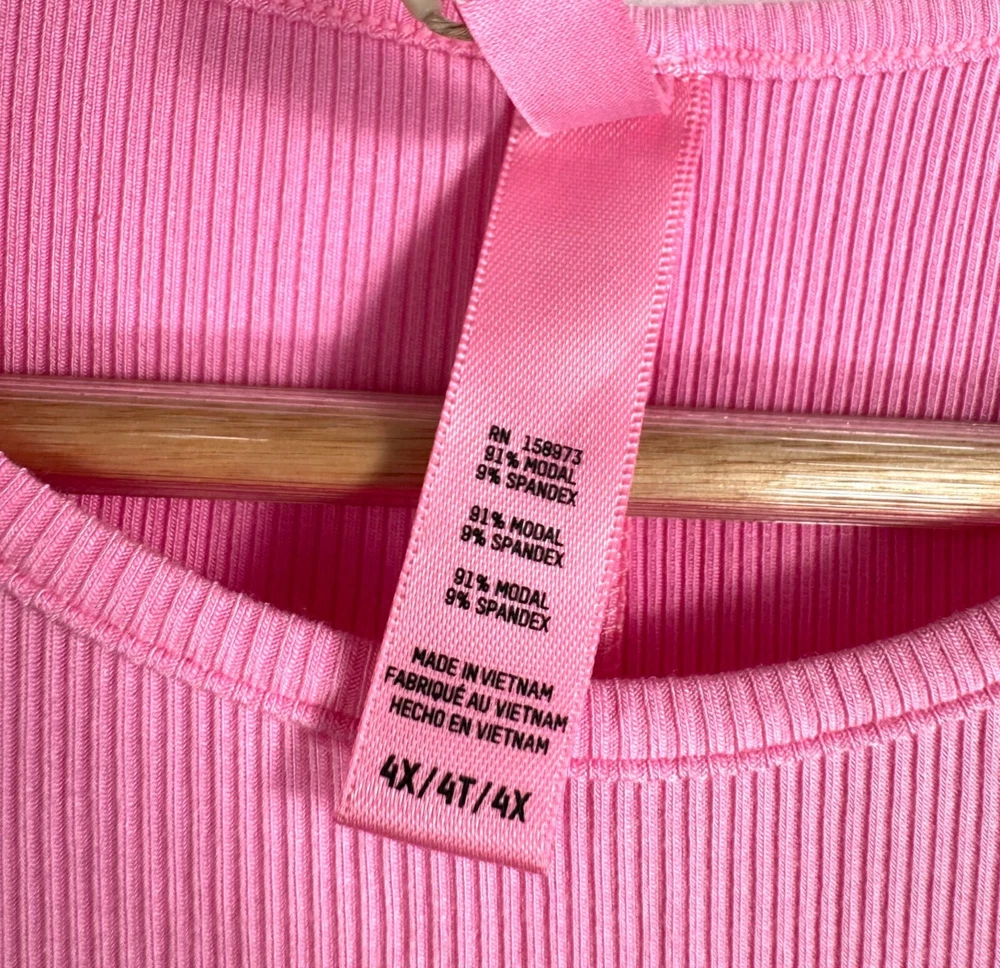 RN 158973
91% MODAL
9% SPANDEX
91% MODAL
9% SPANDEX
91% MODAL
9% SPANDEX
MADE IN VIETNAM
FABRIQUÉ AU VIETNAM
HECHO EN VIETNAM
4X/4T/4X